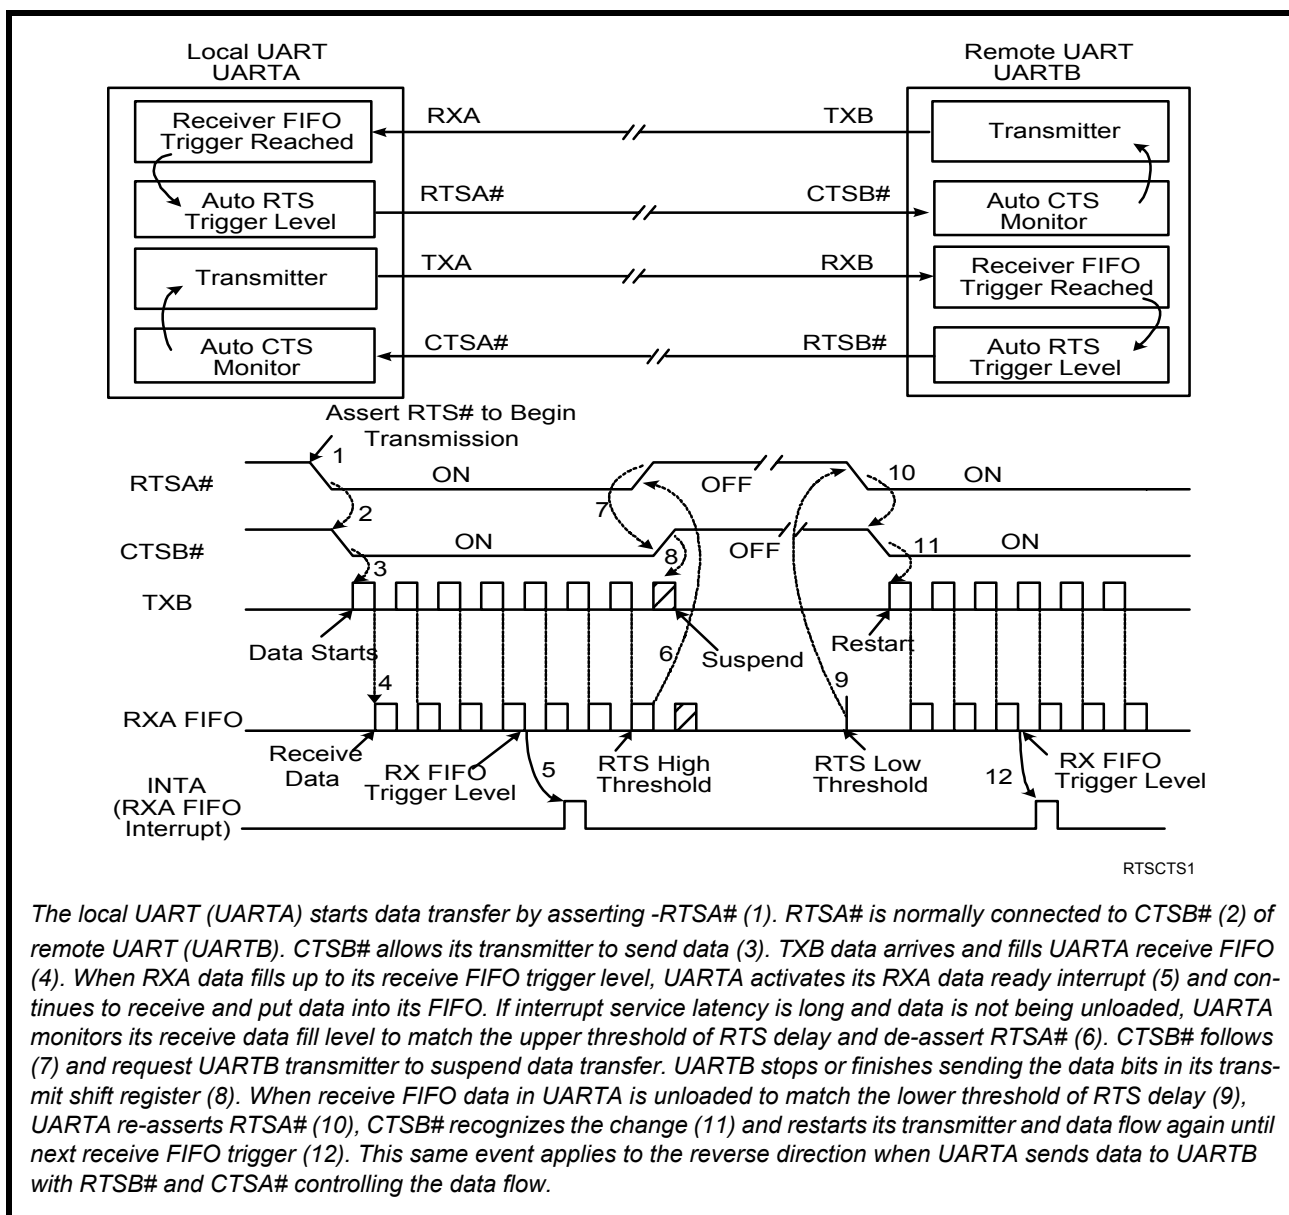 Local UART
UARTA
Remote UART
UARTB
Receiver FIFO
Trigger Reached
RXA
TXB
Transmitter
Auto RTS
Trigger Level
RTSA#
CTSB#
Auto CTS
Monitor
Transmitter
TXA
RXB
Receiver FIFO
Trigger Reached
Auto CTS
Monitor
CTSA#
RTSB#
Auto RTS
Trigger Level
Assert RTS# to Begin
Transmission
RTSA#
1
ON
OFF
10
ON
2
7
CTSB#
ON
8
OFF
11
ON
3
TXB
Data Starts
6
Suspend
Restart
4
9
RXA FIFO
Receive
Data
RX FIFO
Trigger Level
5
RTS High
Threshold
RTS Low
Threshold
12
RX FIFO
Trigger Level
INTA
(RXA FIFO
Interrupt)
RTSCTS1
The local UART (UARTA) starts data transfer by asserting -RTSA# (1). RTSA# is normally connected to CTSB# (2) of
remote UART (UARTB). CTSB# allows its transmitter to send data (3). TXB data arrives and fills UARTA receive FIFO
(4). When RXA data fills up to its receive FIFO trigger level, UARTA activates its RXA data ready interrupt (5) and con-
tinues to receive and put data into its FIFO. If interrupt service latency is long and data is not being unloaded, UARTA
monitors its receive data fill level to match the upper threshold of RTS delay and de-assert RTSA# (6). CTSB# follows
(7) and request UARTB transmitter to suspend data transfer. UARTB stops or finishes sending the data bits in its trans-
mit shift register (8). When receive FIFO data in UARTA is unloaded to match the lower threshold of RTS delay (9),
UARTA re-asserts RTSA# (10), CTSB# recognizes the change (11) and restarts its transmitter and data flow again until
next receive FIFO trigger (12). This same event applies to the reverse direction when UARTA sends data to UARTB
with RTSB# and CTSA# controlling the data flow.